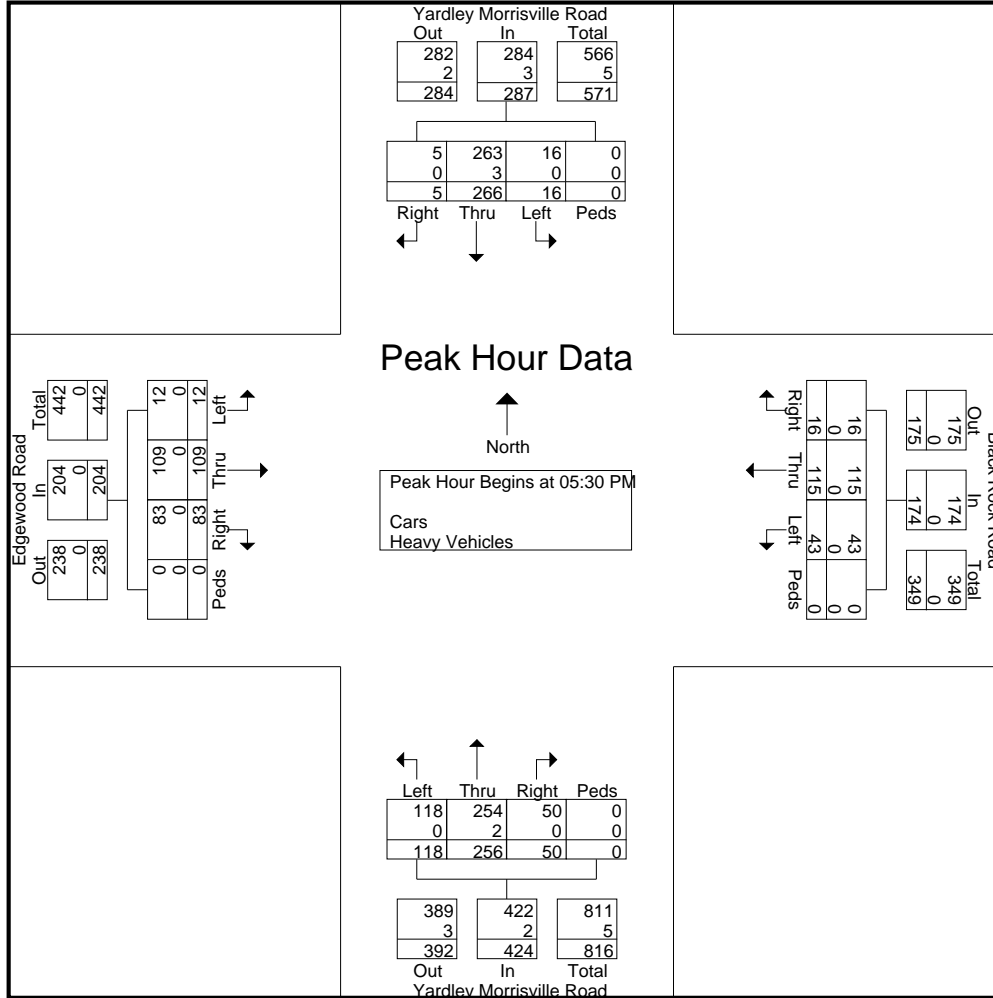 Yardley Morrisville Road
Out In Total
282 284 566
2 3 5
284 287 571
5 263 16 0
0 3 0 0
5 266 16 0
Right Thru Left Peds
Peak Hour Data
North
Peak Hour Begins at 05:30 PM
Cars
Heavy Vehicles
Edgewood Road
Total In Out
442 204 238
0 0 0
442 204 238
12 109 83 0
0 0 0 0
12 109 83 0
Left Thru Right Peds
Black Rock Road
Out In Total
175 174 349
0 0 0
175 174 349
16 115 43 0
0 0 0 0
16 115 43 0
Right Thru Left Peds
Left Thru Right Peds
118 254 50 0
0 2 0 0
118 256 50 0
389 422 811
3 2 5
392 424 816
Out In Total
Yardley Morrisville Road